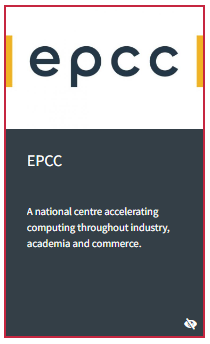 epcc
EPCC
A national centre accelerating
computing throughout industry,
academia and commerce.